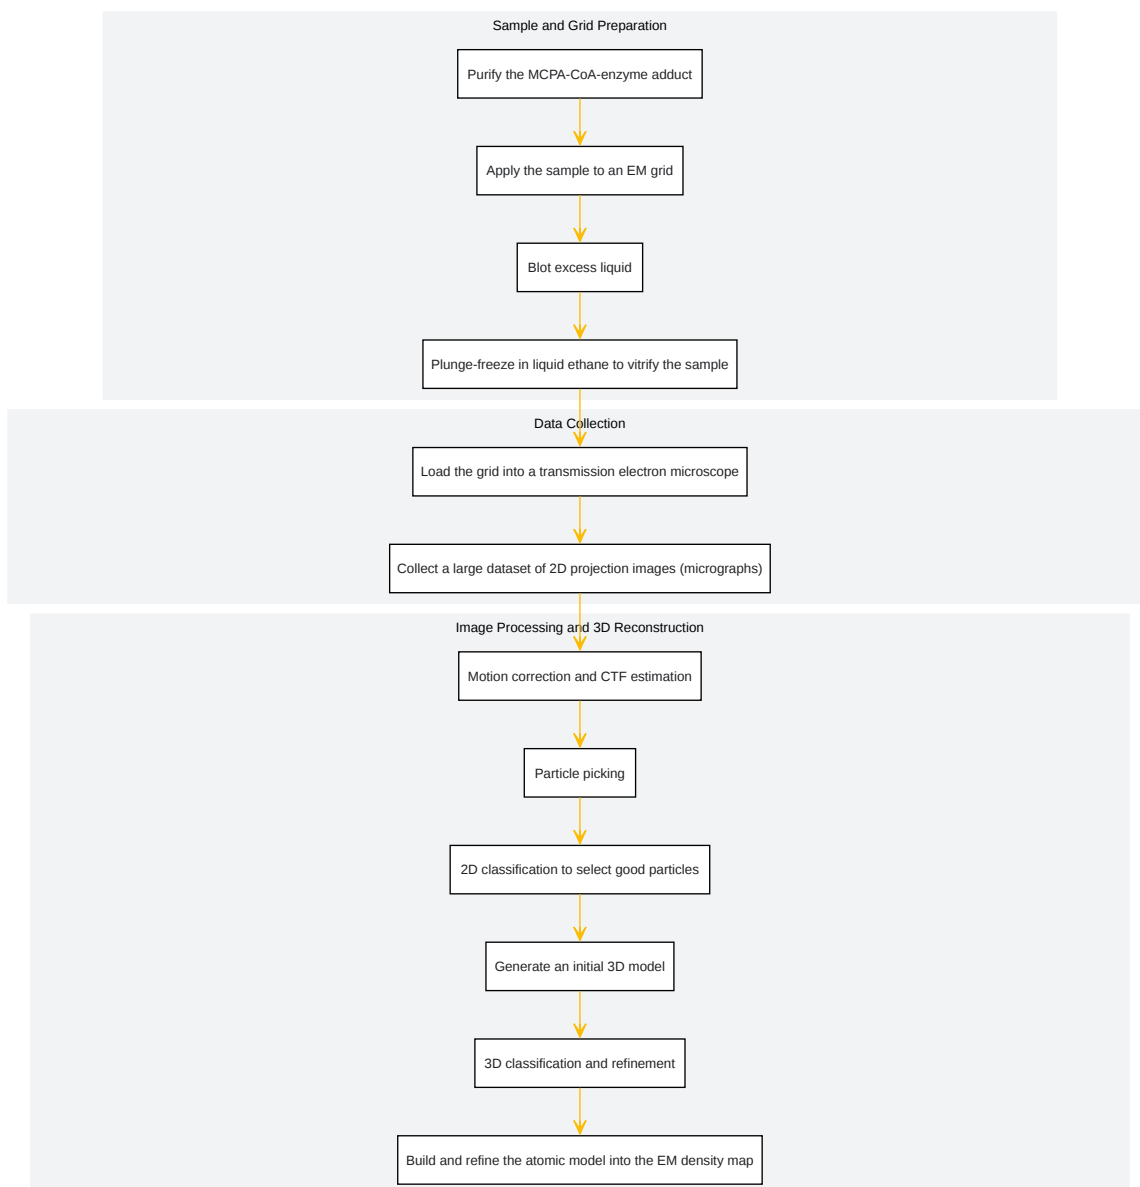 Sample and Grid Preparation
Purify the MCPA-CoA-enzyme adduct
Apply the sample to an EM grid
Blot excess liquid
Plunge-freeze in liquid ethane to vitrify the sample
Data Collection
Load the grid into a transmission electron microscope
Collect a large dataset of 2D projection images (micrographs)
Image Processing and 3D Reconstruction
Motion correction and CTF estimation
Particle picking
2D classification to select good particles
Generate an initial 3D model
3D classification and refinement
Build and refine the atomic model into the EM density map